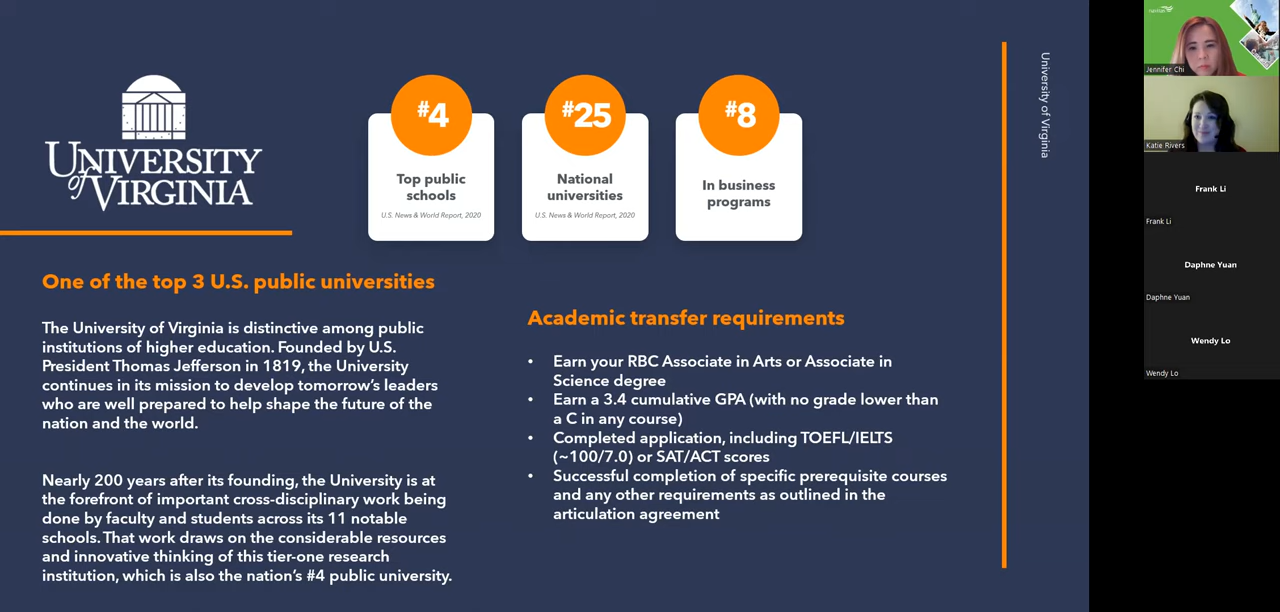 UNIVERSITY
of VIRGINIA
#4
Top public
schools
U.S. News & World Report, 2020
#25
National
universities
U.S. News & World Report, 2020
#8
In business
programs
One of the top 3 U.S. public universities
The University of Virginia is distinctive among public
institutions of higher education. Founded by U.S.
President Thomas Jefferson in 1819, the University
continues in its mission to develop tomorrow's leaders
who are well prepared to help shape the future of the
nation and the world.
Nearly 200 years after its founding, the University is at
the forefront of important cross-disciplinary work being
done by faculty and students across its 11 notable
schools. That work draws on the considerable resources
and innovative thinking of this tier-one research
institution, which is also the nation's #4 public university.
Academic transfer requirements
• Earn your RBC Associate in Arts or Associate in
Science degree
• Earn a 3.4 cumulative GPA (with no grade lower than
a C in any course)
• Completed application, including TOEFL/IELTS
(~100/7.0) or SAT/ACT scores
• Successful completion of specific prerequisite courses
and any other requirements as outlined in the
articulation agreement
University of Virginia
Jennifer Chi
Katie Rivers
Frank Li
Frank Li
Daphne Yuan
Daphne Yuan
Wendy Lo
Wendy Lo